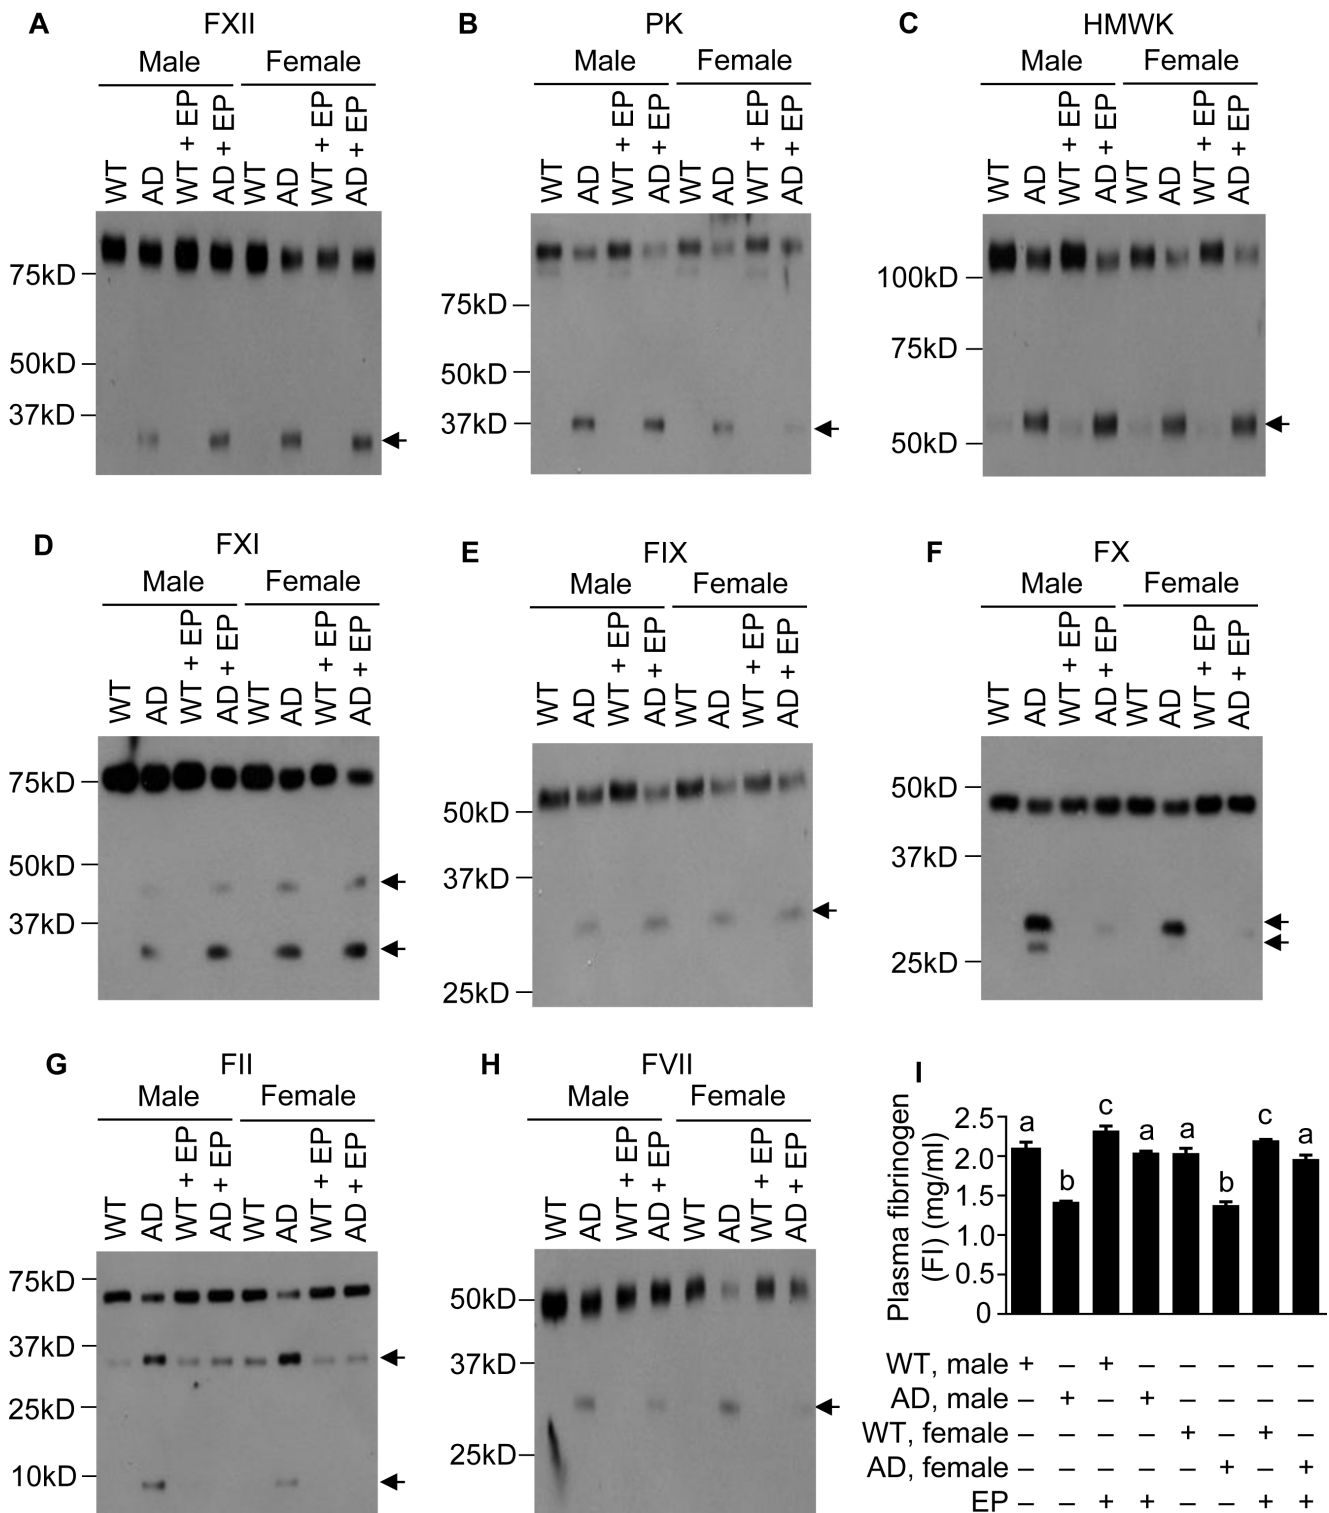 A FXII
Male Female
WT AD WT + EP AD + EP WT AD WT + EP AD + EP
75kD
50kD
37kD
B PK
Male Female
WT AD WT + EP AD + EP WT AD WT + EP AD + EP
75kD
50kD
37kD
C HMWK
Male Female
WT AD WT + EP AD + EP WT AD WT + EP AD + EP
100kD
75kD
50kD
D FXI
Male Female
WT AD WT + EP AD + EP WT AD WT + EP AD + EP
75kD
50kD
37kD
E FIX
Male Female
WT AD WT + EP AD + EP WT AD WT + EP AD + EP
50kD
37kD
25kD
F FX
Male Female
WT AD WT + EP AD + EP WT AD WT + EP AD + EP
50kD
37kD
25kD
G FII
Male Female
WT AD WT + EP AD + EP WT AD WT + EP AD + EP
75kD
37kD
25kD
10kD
H FVII
Male Female
WT AD WT + EP AD + EP WT AD WT + EP AD + EP
50kD
37kD
25kD
I
Plasma fibrinogen
(FI) (mg/ml)
2.5
2.0
1.5
1.0
0.5
0
a b c a a b c a
WT, male + – + – – – – –
AD, male – + – + – – – –
WT, female – – – – + – + –
AD, female – – – – – + – +
EP – – + + – – + +